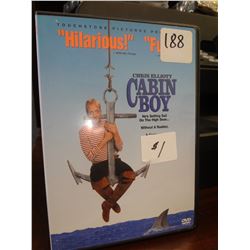 TOUCHSTONE PICTURES
"Hilarious!" "Fu
188
CHRIS ELLIOTT
CABIN
BOY
He's Setting Sail
On The High Seas...
Without A Rudder,
$1
DVD